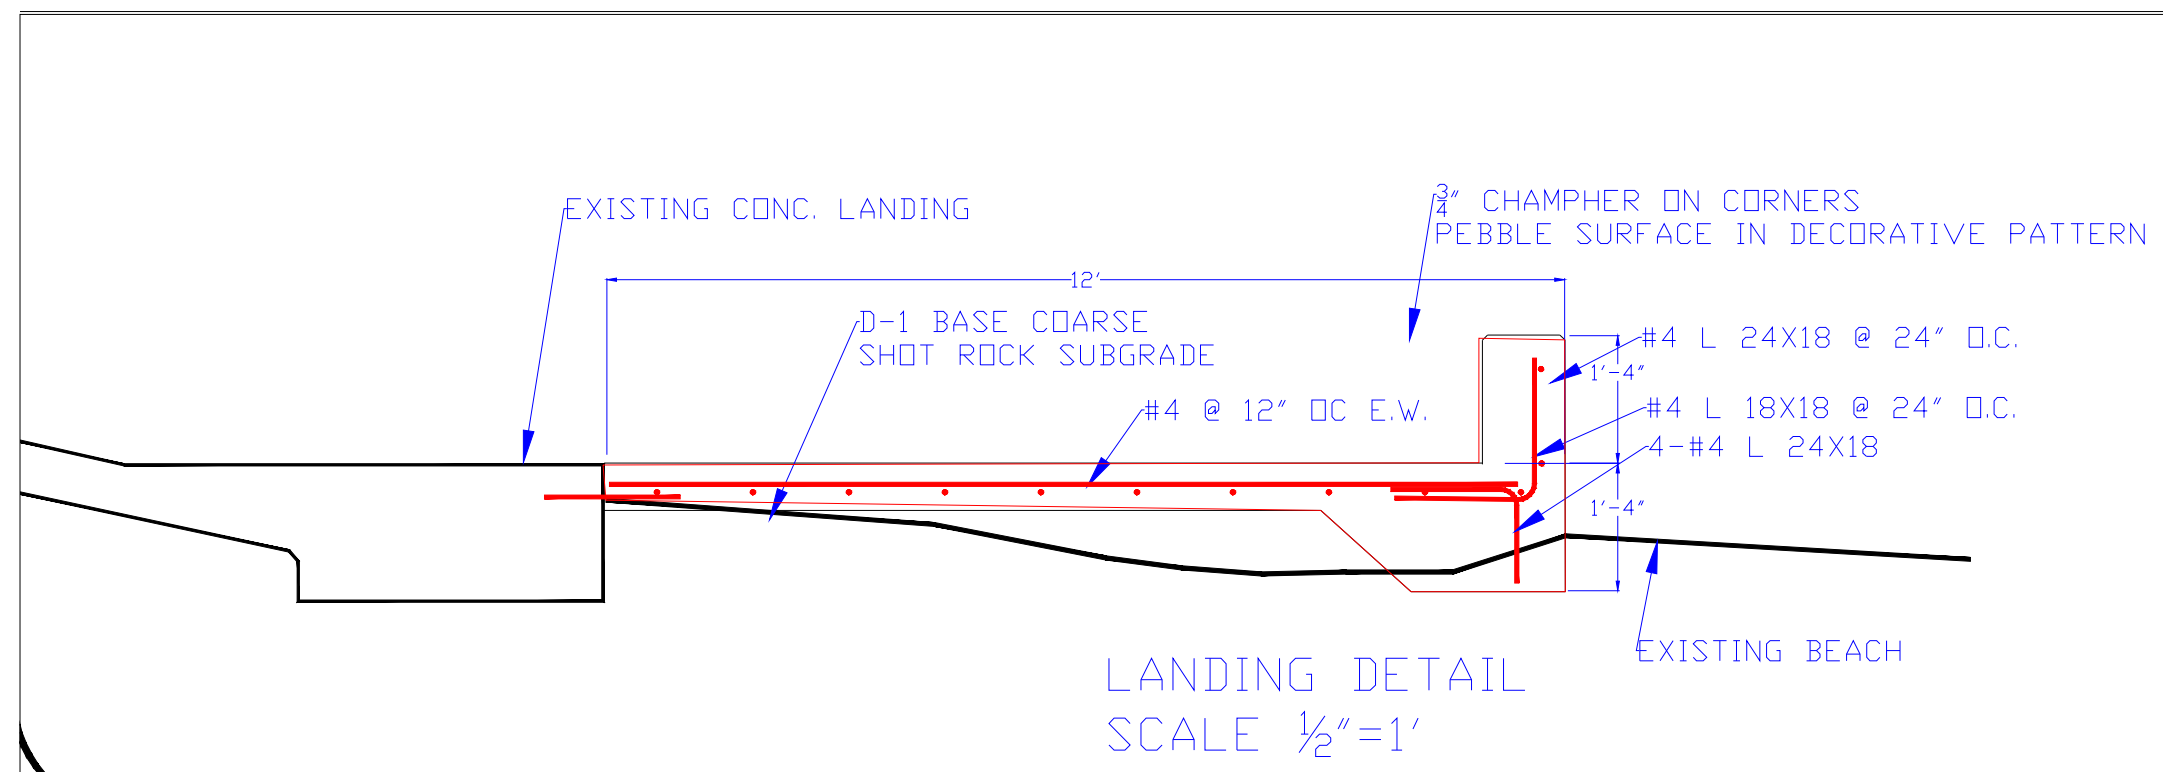 EXISTING CONC. LANDING
3/4" CHAMPHER ON CORNERS
PEBBLE SURFACE IN DECORATIVE PATTERN
12'
D-1 BASE COARSE
SHOT ROCK SUBGRADE
#4 L 24X18 @ 24" O.C.
1'-4"
#4 @ 12" OC E.W.
#4 L 18X18 @ 24" O.C.
4-#4 L 24X18
1'-4"
EXISTING BEACH
LANDING DETAIL
SCALE 1/2"=1'